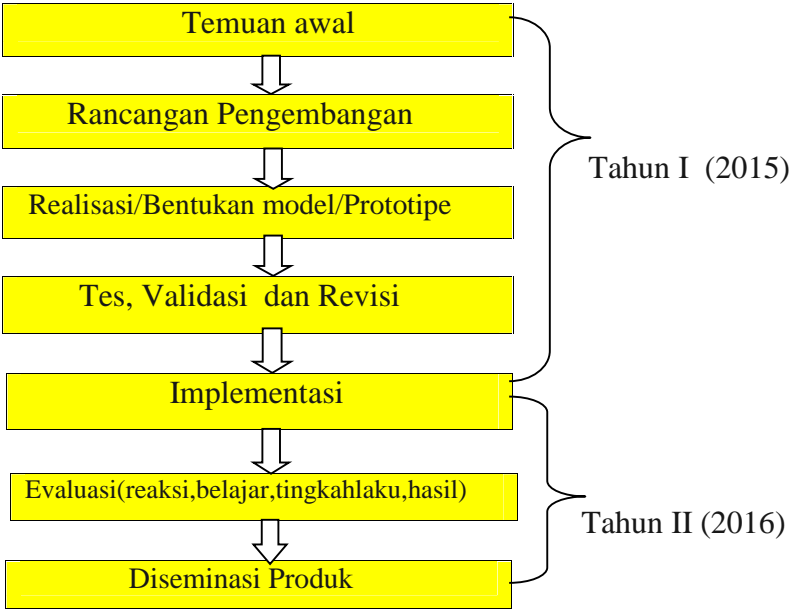 Temuan awal
Rancangan Pengembangan
Tahun I (2015)
Realisasi/Bentukan model/Prototipe
Tes, Validasi dan Revisi
Implementasi
Evaluasi(reaksi,belajar,tingkahlaku,hasil)
Tahun II (2016)
Diseminasi Produk